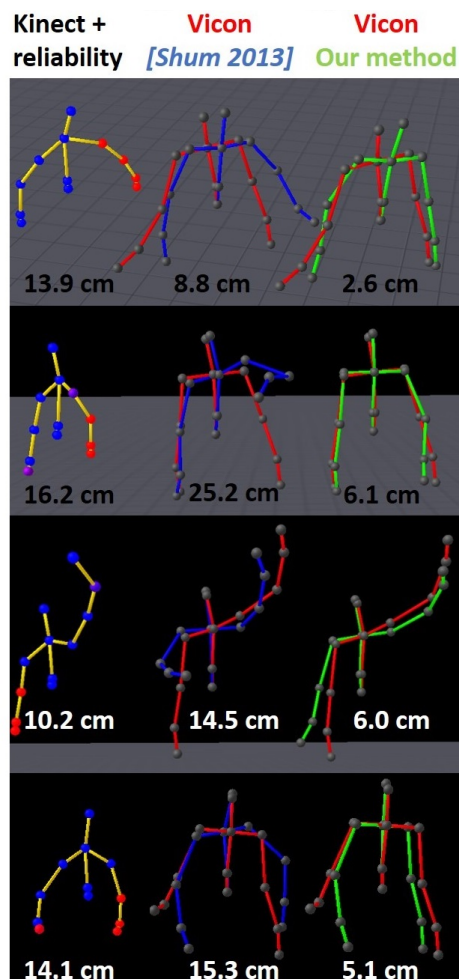 Kinect + Vicon Vicon
reliability [Shum 2013] Our method
13.9 cm 8.8 cm 2.6 cm
16.2 cm 25.2 cm 6.1 cm
10.2 cm 14.5 cm 6.0 cm
14.1 cm 15.3 cm 5.1 cm